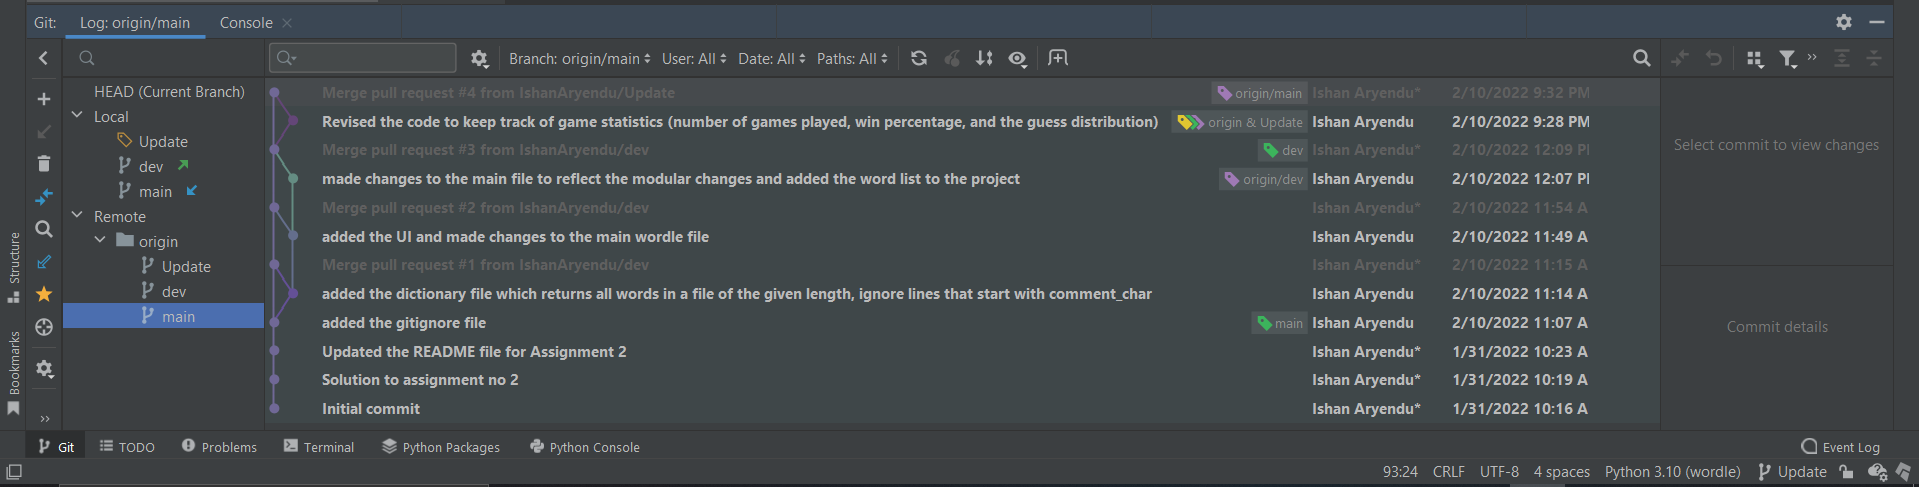 Git: Log: origin/main Console
Branch: origin/main User: All Date: All Paths: All
HEAD (Current Branch)
Local
Update
dev
main
Remote
origin
Update
dev
main
Merge pull request #4 from IshanAryendu/Update origin/main Ishan Aryendu* 2/10/2022 9:32 PM
Revised the code to keep track of game statistics (number of games played, win percentage, and the guess distribution) origin & Update Ishan Aryendu 2/10/2022 9:28 PM
Merge pull request #3 from IshanAryendu/dev dev Ishan Aryendu* 2/10/2022 12:09 PM
made changes to the main file to reflect the modular changes and added the word list to the project origin/dev Ishan Aryendu 2/10/2022 12:07 PM
Merge pull request #2 from IshanAryendu/dev Ishan Aryendu* 2/10/2022 11:54 A
added the UI and made changes to the main wordle file Ishan Aryendu 2/10/2022 11:49 A
Merge pull request #1 from IshanAryendu/dev Ishan Aryendu* 2/10/2022 11:15 A
added the dictionary file which returns all words in a file of the given length, ignore lines that start with comment_char Ishan Aryendu 2/10/2022 11:14 A
added the gitignore file main Ishan Aryendu 2/10/2022 11:07 A
Updated the README file for Assignment 2 Ishan Aryendu* 1/31/2022 10:23 A
Solution to assignment no 2 Ishan Aryendu* 1/31/2022 10:19 A
Initial commit Ishan Aryendu* 1/31/2022 10:16 A
Select commit to view changes
Commit details
Structure
Bookmarks
Git TODO Problems Terminal Python Packages Python Console Event Log
93:24 CRLF UTF-8 4 spaces Python 3.10 (wordle) Update